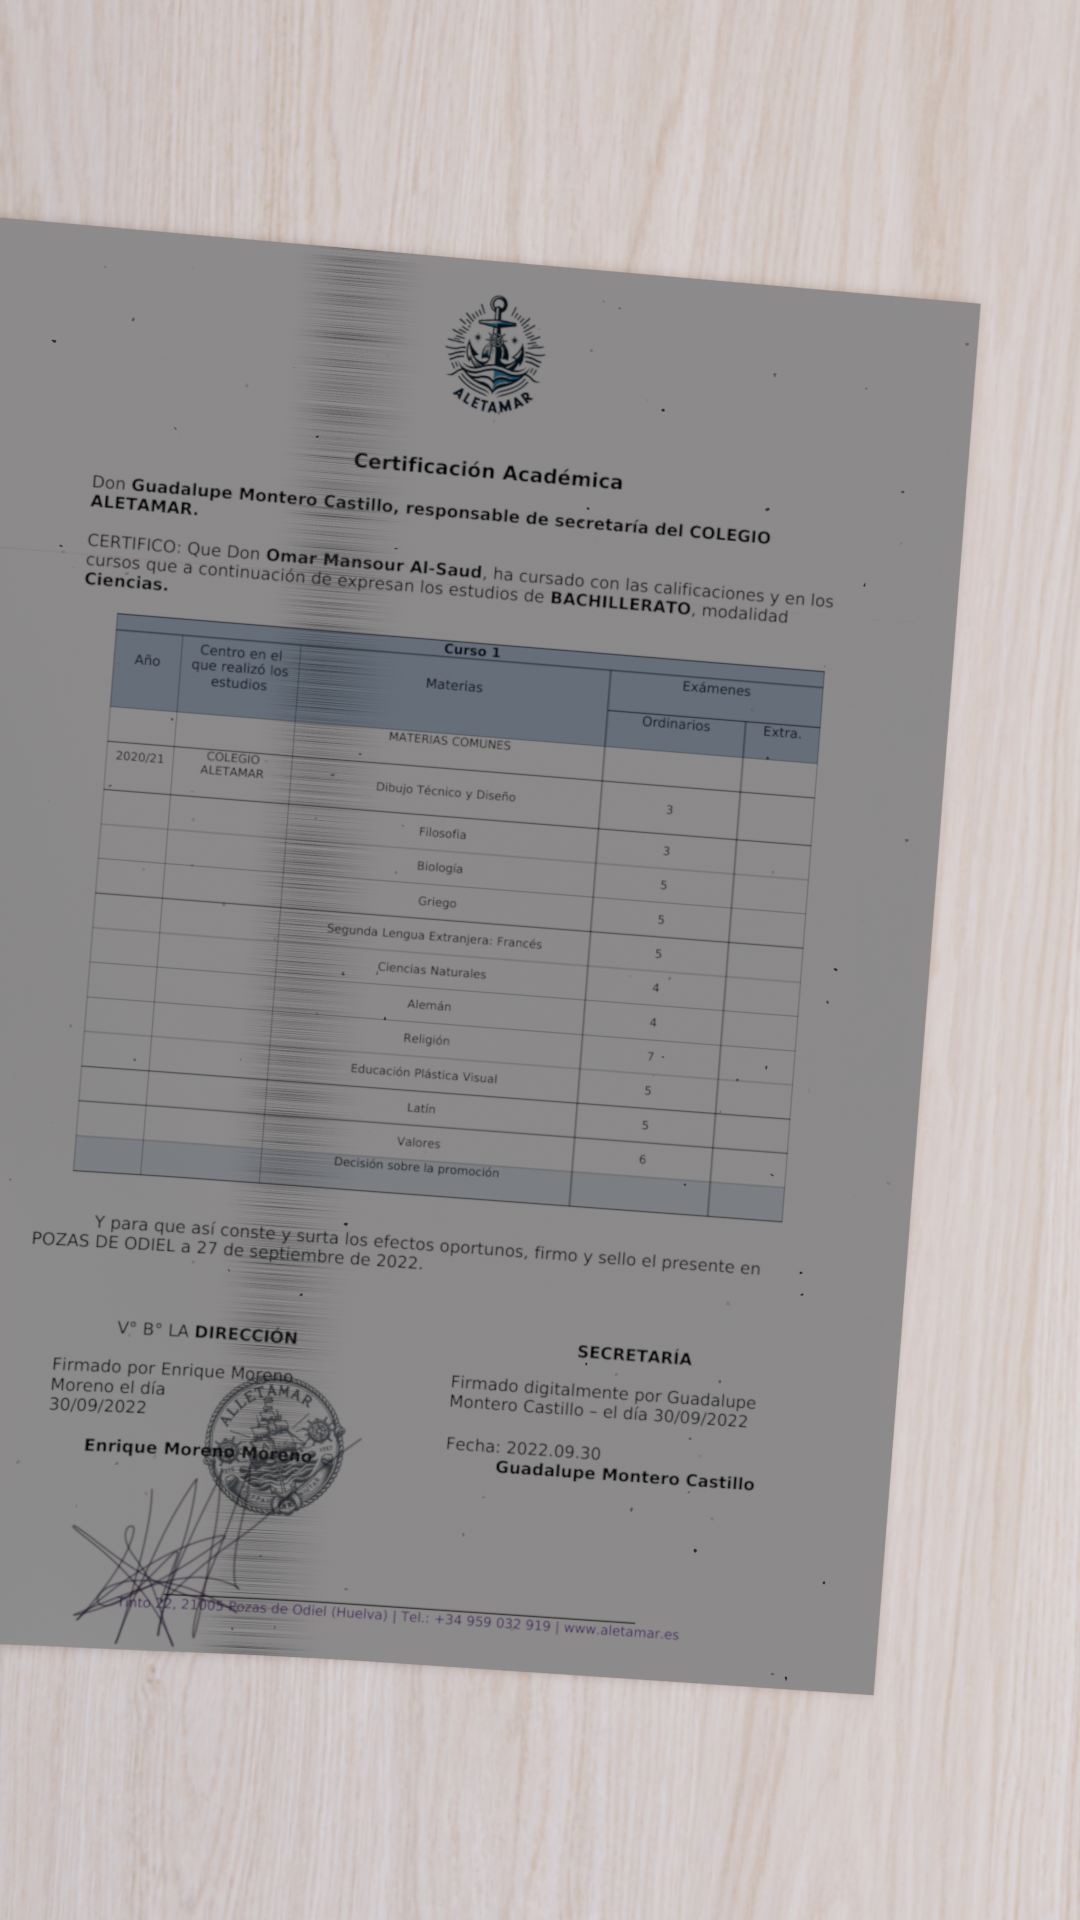 ALETAMAR
Certificación Académica
Don Guadalupe Montero Castillo, responsable de secretaría del COLEGIO
ALETAMAR.
CERTIFICO: Que Don Omar Mansour Al-Saud, ha cursado con las calificaciones y en los
cursos que a continuación de expresan los estudios de BACHILLERATO, modalidad
Ciencias.
Curso 1
Año Centro en el que realizó los estudios Materias Exámenes
Ordinarios Extra.
MATERIAS COMUNES
2020/21 COLEGIO ALETAMAR Dibujo Técnico y Diseño 3
Filosofia 3
Biología 5
Griego 5
Segunda Lengua Extranjera: Francés 5
Ciencias Naturales 4
Alemán 4
Religión 7
Educación Plástica Visual 5
Latín 5
Valores 6
Decisión sobre la promoción
Y para que así conste y surta los efectos oportunos, firmo y sello el presente en
POZAS DE ODIEL a 27 de septiembre de 2022.
V° B° LA DIRECCIÓN
Firmado por Enrique Moreno
Moreno el día
30/09/2022
Enrique Moreno Moreno
ALLETAMAR
SECRETARÍA
Firmado digitalmente por Guadalupe
Montero Castillo – el día 30/09/2022
Fecha: 2022.09.30
Guadalupe Montero Castillo
Tinto 22, 21005 Pozas de Odiel (Huelva) | Tel.: +34 959 032 919 | www.aletamar.es